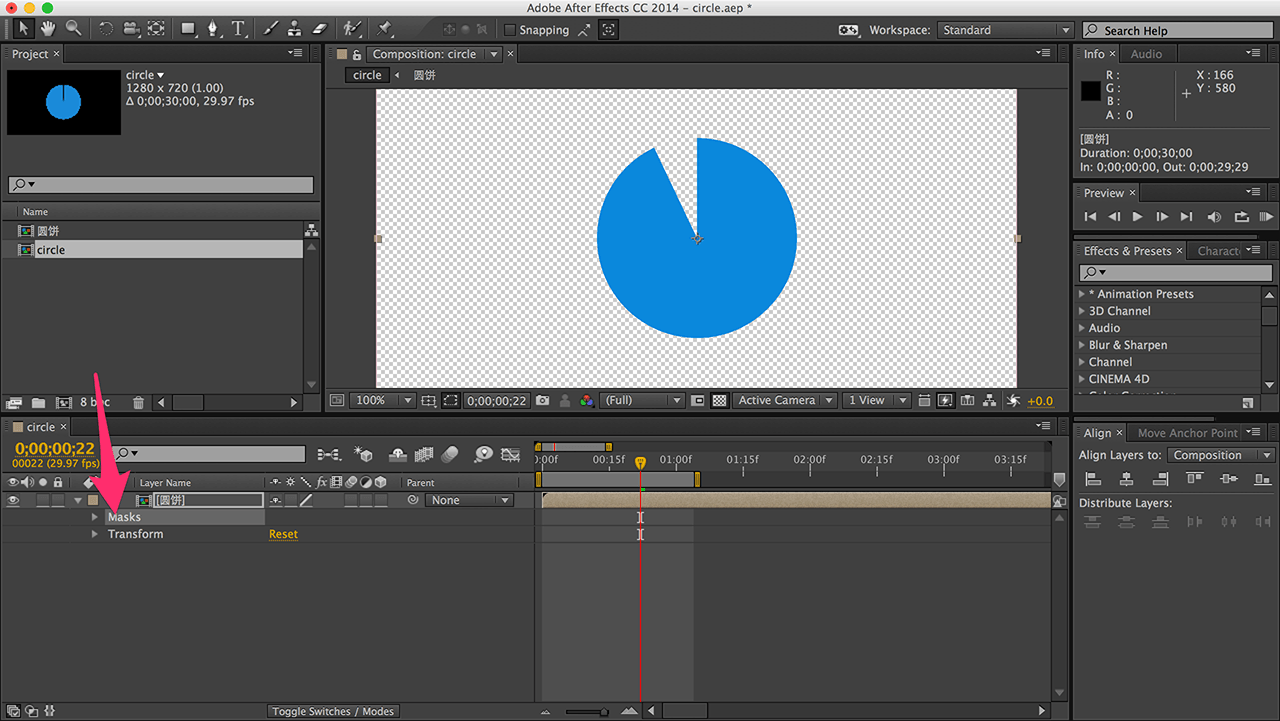 Adobe After Effects CC 2014 – circle.aep *
Snapping
Workspace: Standard
Search Help
Project ×
circle
1280 x 720 (1.00)
Δ 0;00;30;00, 29.97 fps
Name
圆饼
circle
Composition: circle ×
circle 圆饼
100% 0;00;00;22 (Full) Active Camera 1 View +0.0
Info × Audio
R :
G :
B :
A : 0
X : 166
Y : 580
[圆饼]
Duration: 0;00;30;00
In: 0;00;00;00, Out: 0;00;29;29
Preview ×
Effects & Presets ×
* Animation Presets
3D Channel
Audio
Blur & Sharpen
Channel
CINEMA 4D
circle ×
0;00;00;22
00022 (29.97 fps)
:00f 00:15f 01:00f 01:15f 02:00f 02:15f 03:00f 03:15f
Layer Name Parent
[圆饼] None
Masks
Transform Reset
Toggle Switches / Modes
Align × Move Anchor Point
Align Layers to: Composition
Distribute Layers: